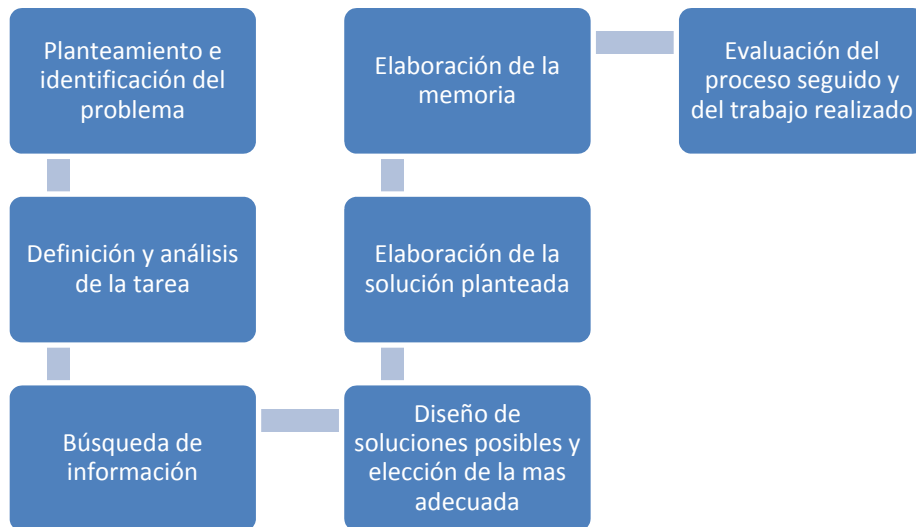 Planteamiento e
identificación del
problema
Definición y análisis
de la tarea
Búsqueda de
información
Diseño de
soluciones posibles y
elección de la mas
adecuada
Elaboración de la
solución planteada
Elaboración de la
memoria
Evaluación del
proceso seguido y
del trabajo realizado